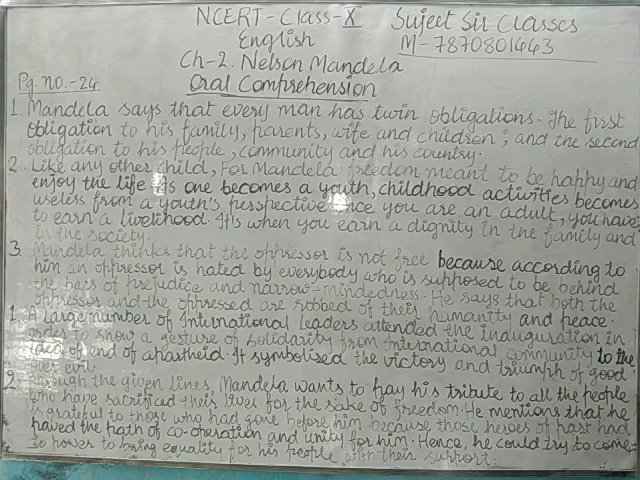 NCERT-Class-X Sujeet Sir Classes
English M-7870801443
Ch-2. Nelson Mandela
Pg. no.-24 Oral Comprehension
1. Mandela says that every man has twin obligations. The first
obligation to his family, parents, wife and children; and the second
obligation to his people, community and his country.
2. Like any other child, For Mandela freedom meant to be happy and
enjoy the life. As one becomes a youth, childhood activities becomes
useless from a youth's perspective. Once you are an adult, you have
to earn a livelihood. It is when you earn a dignity in the family and
in the society.
3. Mandela thinks that the oppressor is not free because according to
him an oppressor is hated by everybody who is supposed to be behind
the bars of prejudice and narrow-mindedness. He says that both the
oppressor and the oppressed are robbed of their humanity and peace.
1. A large number of International leaders attended the inauguration in
order to show a gesture of solidarity from International community to the
idea of end of apartheid. It symbolised the victory and triumph of good
over evil.
2. Through the given lines, Mandela wants to pay his tribute to all the people
who have sacrificed their lives for the sake of freedom. He mentions that he
is grateful to those who had gone before him because those heroes of past had
paved the path of co-operation and unity for him. Hence, he could try to come
to power to bring equality for his people with their support.